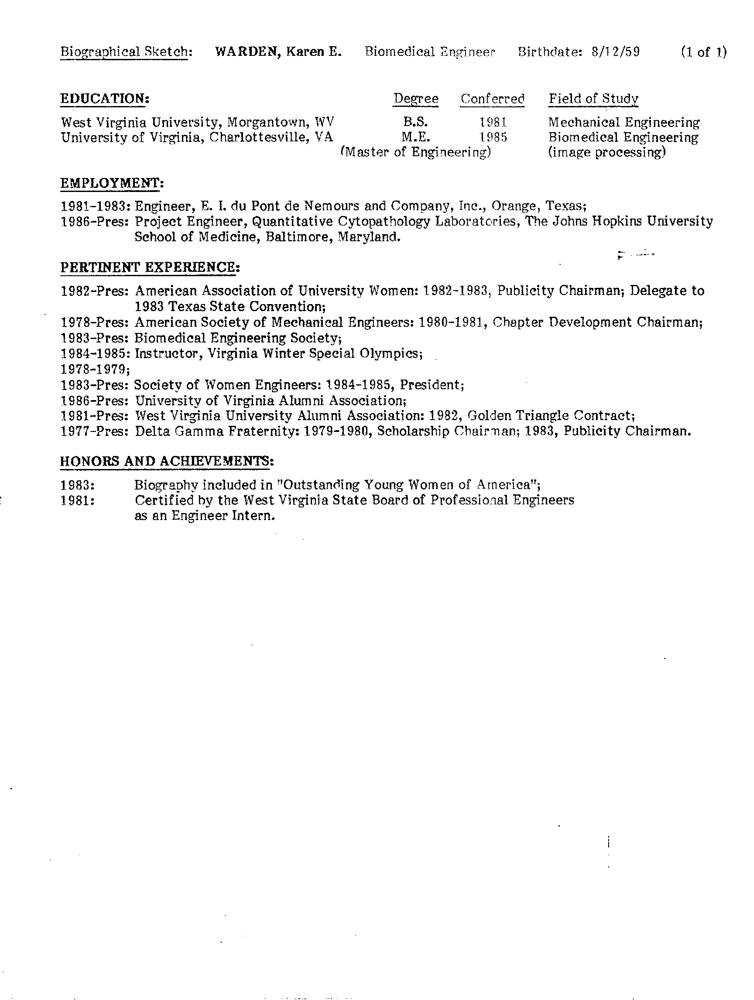 Biographical Sketch: WARDEN, Karen E. Biomedical Engineer Birthdate: 8/12/59 (1 of 1)
EDUCATION: Degree Conferred Field of Study
West Virginia University, Morgantown, WV B.S. 1981 Mechanical Engineering
University of Virginia, Charlottesville, VA M.E. 1985 Biomedical Engineering
(Master of Engineering) (image processing)
EMPLOYMENT:
1981-1983: Engineer, E. I. du Pont de Nemours and Company, Inc., Orange, Texas;
1986-Pres: Project Engineer, Quantitative Cytopathology Laboratories, The Johns Hopkins University
School of Medicine, Baltimore, Maryland.
PERTINENT EXPERIENCE:
1982-Pres: American Association of University Women: 1982-1983, Publicity Chairman; Delegate to
1983 Texas State Convention;
1978-Pres: American Society of Mechanical Engineers: 1980-1981, Chapter Development Chairman;
1983-Pres: Biomedical Engineering Society;
1984-1985: Instructor, Virginia Winter Special Olympics;
1978-1979;
1983-Pres: Society of Women Engineers: 1984-1985, President;
1986-Pres: University of Virginia Alumni Association;
1981-Pres: West Virginia University Alumni Association: 1982, Golden Triangle Contract;
1977-Pres: Delta Gamma Fraternity: 1979-1980, Scholarship Chairman; 1983, Publicity Chairman.
HONORS AND ACHIEVEMENTS:
1983: Biography included in "Outstanding Young Women of America";
1981: Certified by the West Virginia State Board of Professional Engineers
as an Engineer Intern.